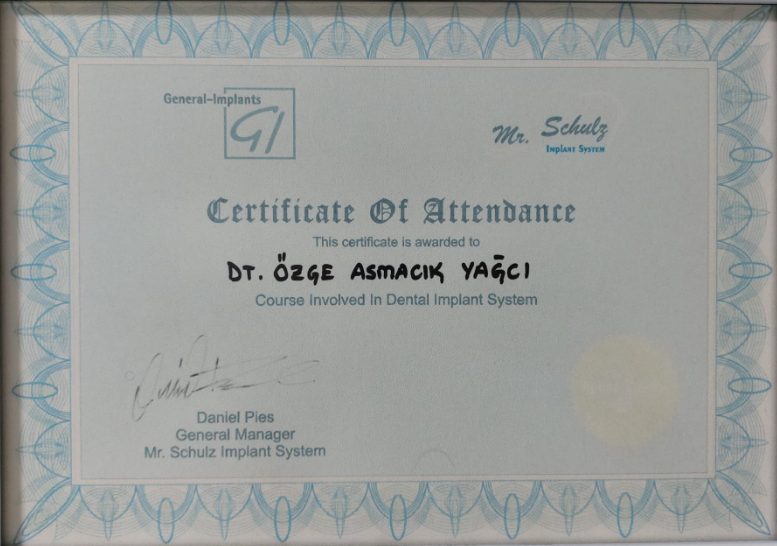 General-Implants
GI
Mr. Schulz
Implant System
Certificate Of Attendance
This certificate is awarded to
DT. ÖZGE ASMACIK YAĞCI
Course Involved In Dental Implant System
Daniel Pies
General Manager
Mr. Schulz Implant System